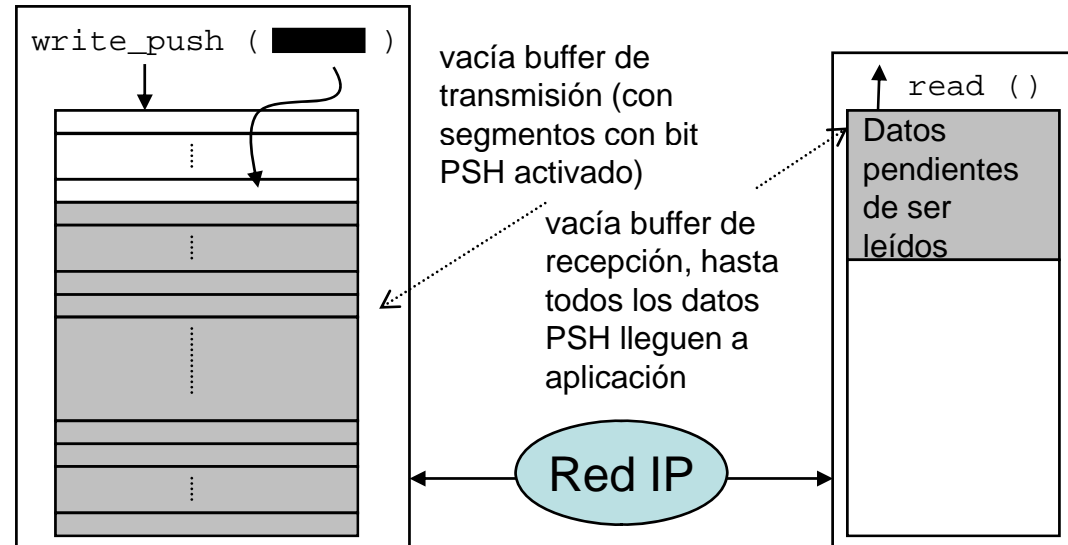 write_push ( )
vacía buffer de
transmisión (con
segmentos con bit
PSH activado)
vacía buffer de
recepción, hasta
todos los datos
PSH lleguen a
aplicación
read ()
Datos
pendientes
de ser
leídos
Red IP